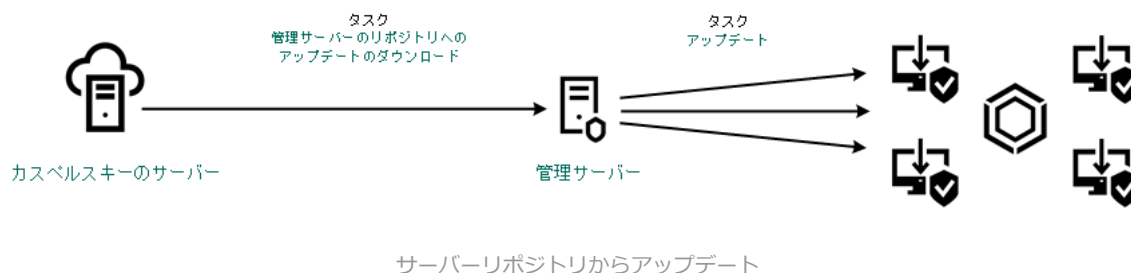 タスク
管理サーバーのリポジトリへの
アップデートのダウンロード
タスク
アップデート
カスペルスキーのサーバー
管理サーバー
サーバーリポジトリからアップデート